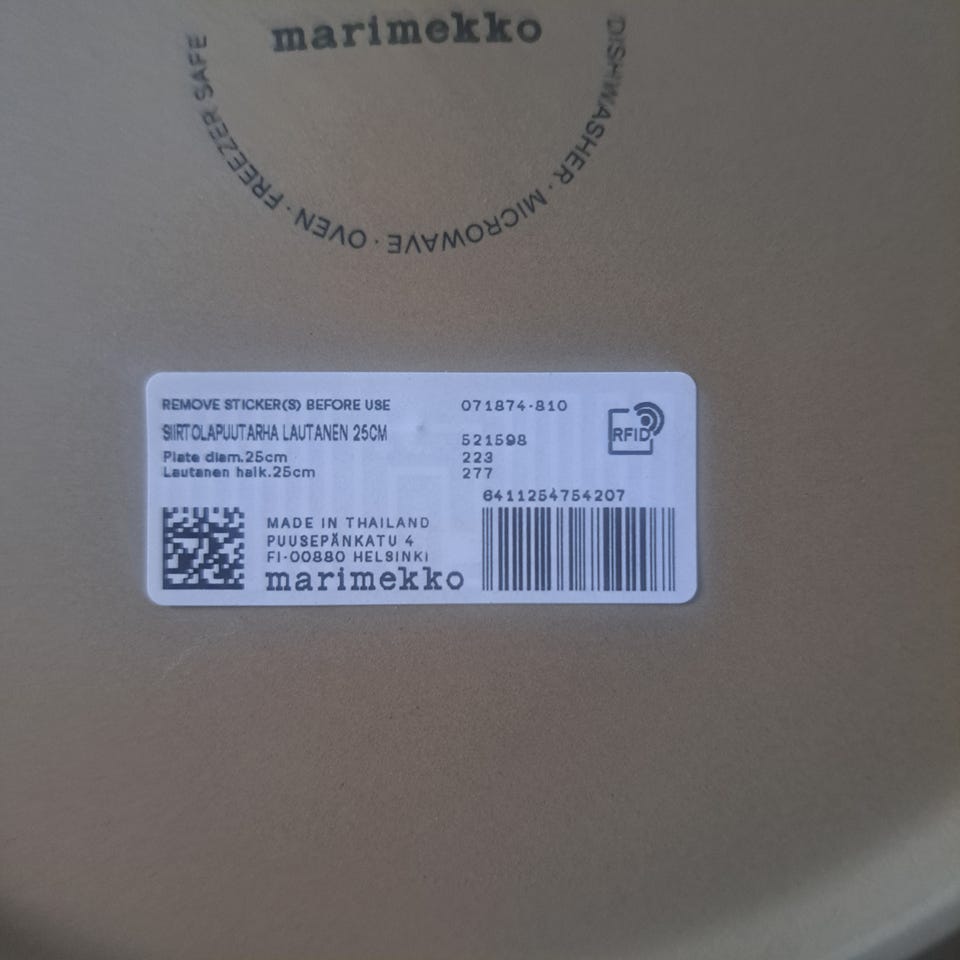 marimekko
DISHWASHER · MICROWAVE · OVEN · FREEZER SAFE
REMOVE STICKER(S) BEFORE USE
071874-810
SIIRTOLAPUUTARHA LAUTANEN 25CM
521598
Plate diam.25cm
223
Lautanen halk.25cm
277
RFID
6411254754207
MADE IN THAILAND
PUUSEPÄNKATU 4
FI-00880 HELSINKI
marimekko